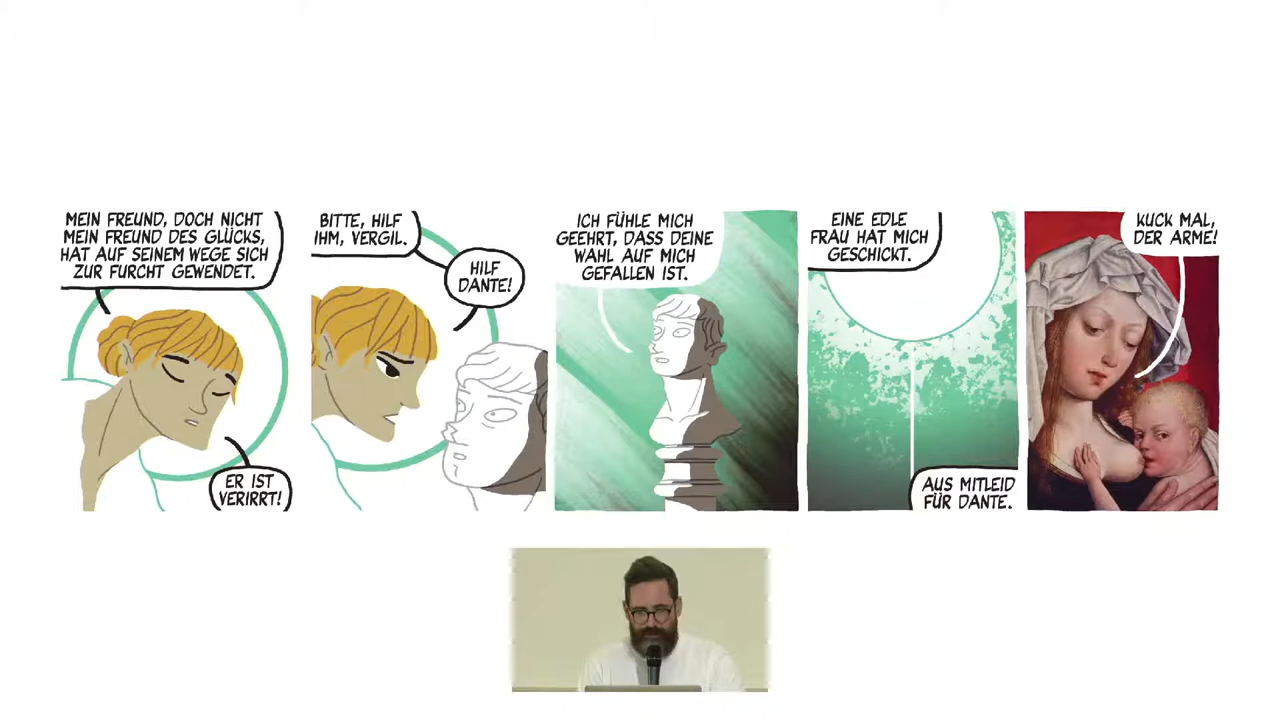 MEIN FREUND, DOCH NICHT
MEIN FREUND DES GLÜCKS,
HAT AUF SEINEM WEGE SICH
ZUR FURCHT GEWENDET.
ER IST
VERIRRT!
BITTE, HILF
IHM, VERGIL.
HILF
DANTE!
ICH FÜHLE MICH
GEEHRT, DASS DEINE
WAHL AUF MICH
GEFALLEN IST.
EINE EDLE
FRAU HAT MICH
GESCHICKT.
AUS MITLEID
FÜR DANTE.
KUCK MAL,
DER ARME!